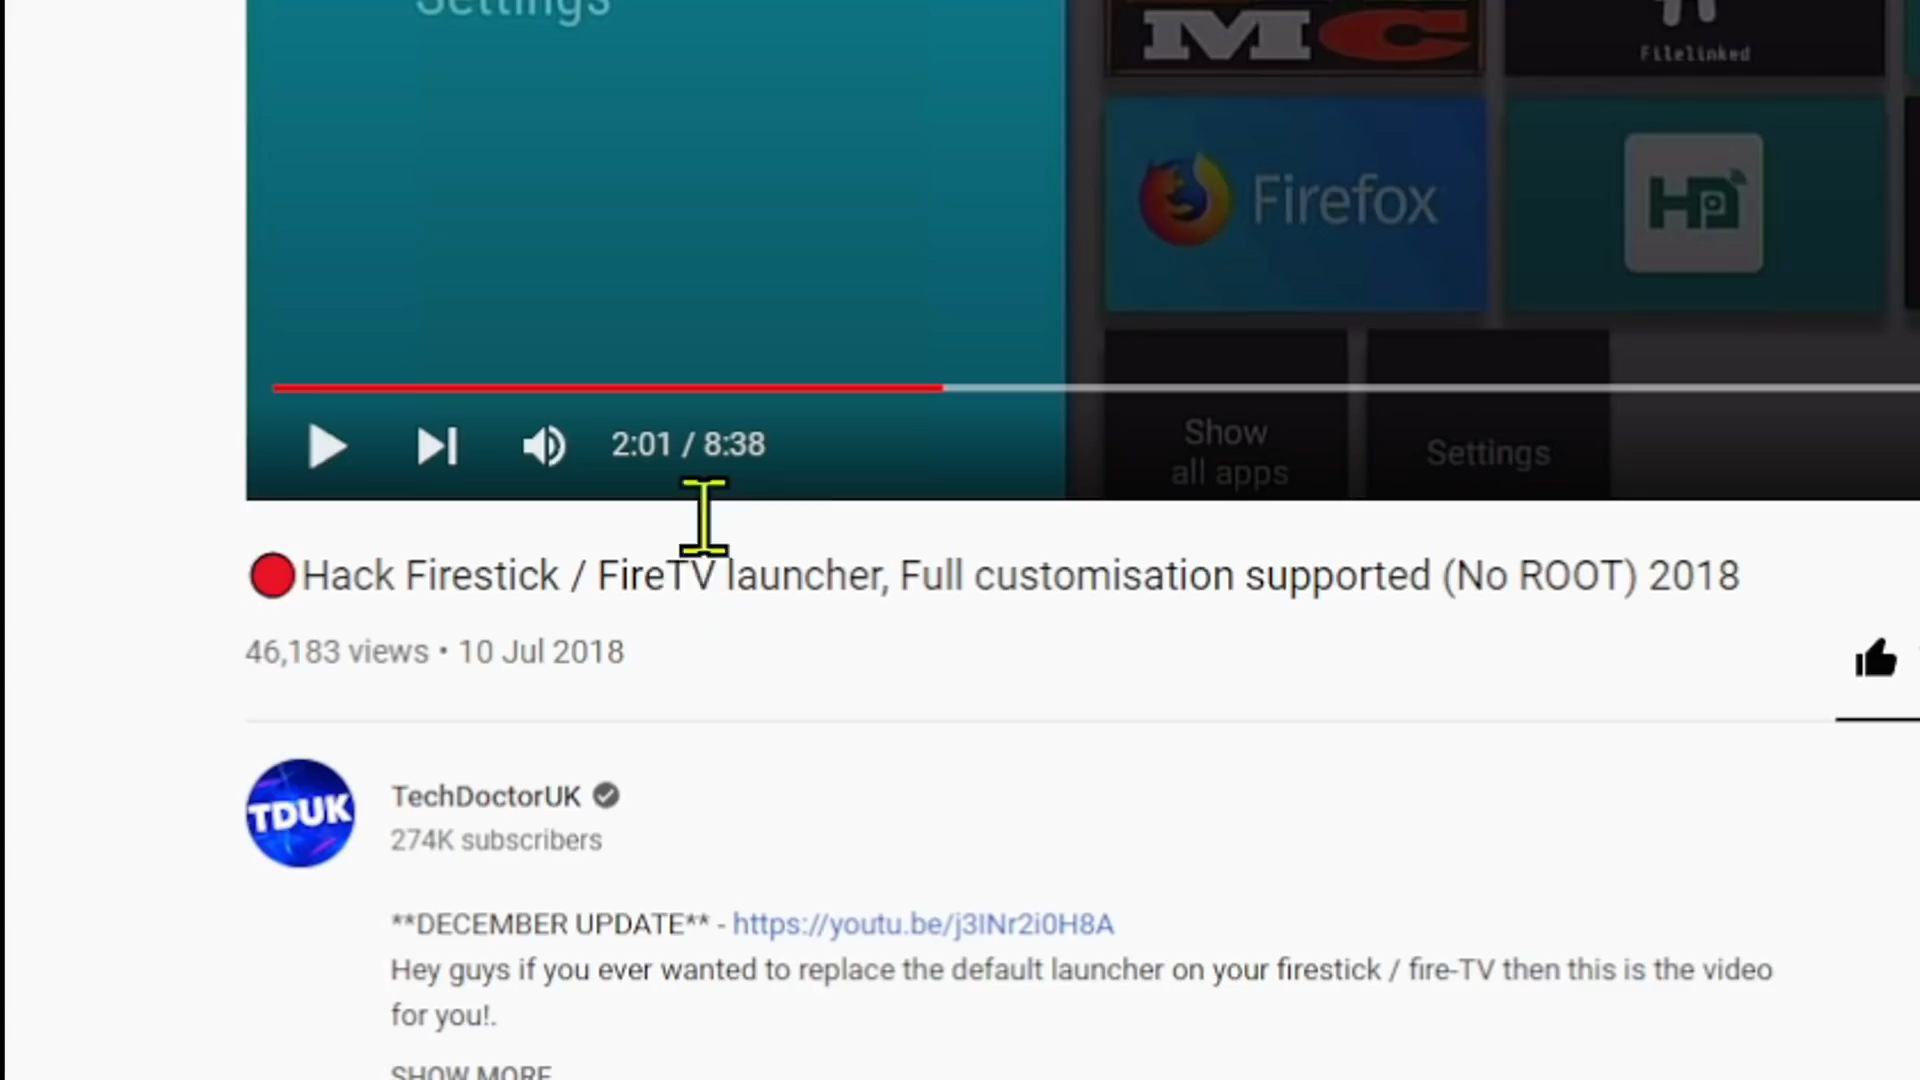 Settings
MC
Filelinked
Firefox
HD
2:01 / 8:38
Show
all apps
Settings
Hack Firestick / FireTV launcher, Full customisation supported (No ROOT) 2018
46,183 views • 10 Jul 2018
TDUK
TechDoctorUK
274K subscribers
**DECEMBER UPDATE** - https://youtu.be/j3INr2i0H8A
Hey guys if you ever wanted to replace the default launcher on your firestick / fire-TV then this is the video
for you!.
SHOW MORE